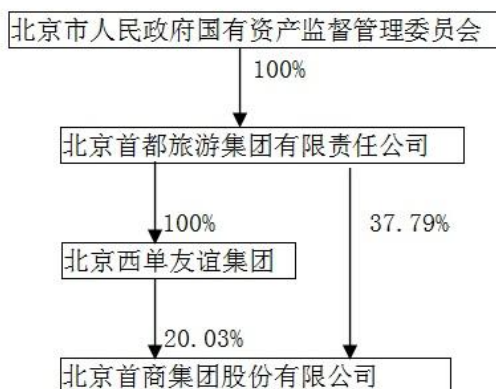 北京市人民政府国有资产监督管理委员会
100%
北京首都旅游集团有限责任公司
100%
37.79%
北京西单友谊集团
20.03%
北京首商集团股份有限公司